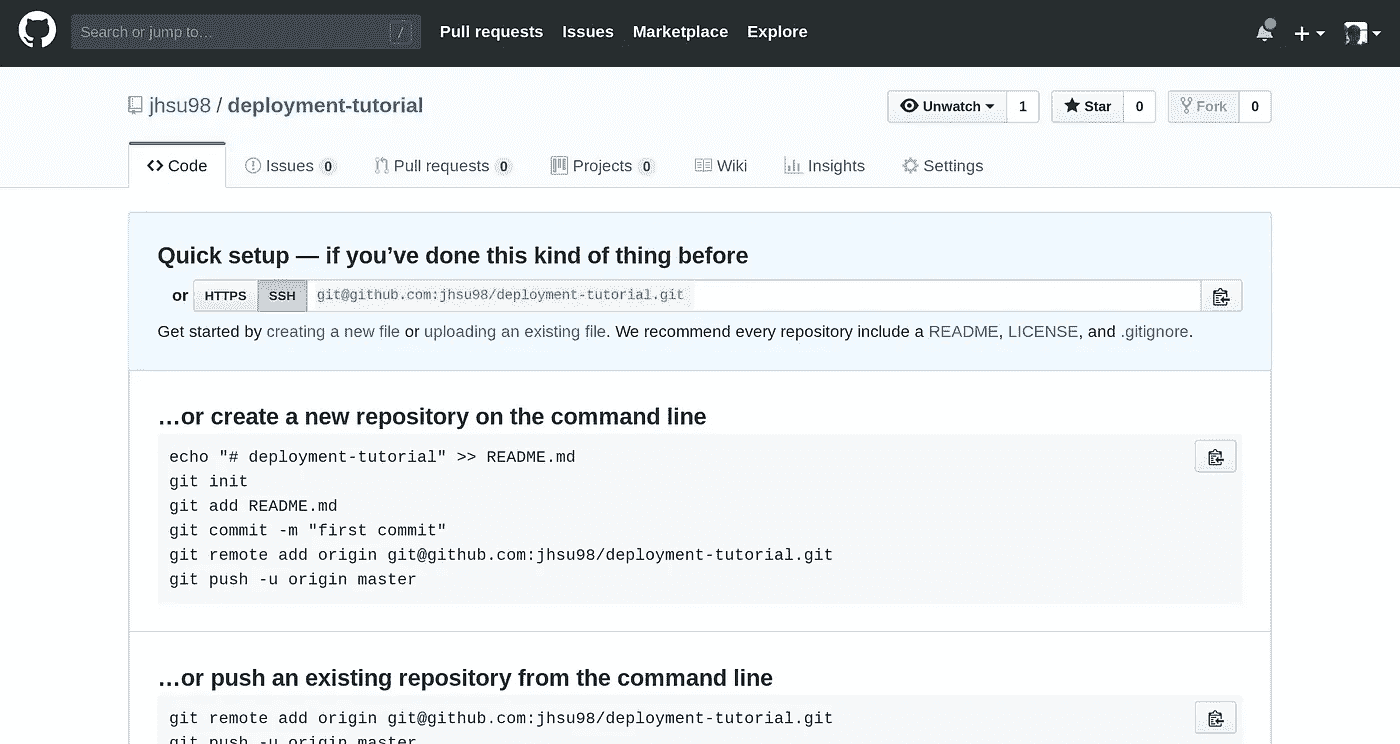 Search or jump to… /
Pull requests Issues Marketplace Explore
jhsu98 / deployment-tutorial
Unwatch 1 Star 0 Fork 0
Code Issues 0 Pull requests 0 Projects 0 Wiki Insights Settings
Quick setup — if you’ve done this kind of thing before
or HTTPS SSH git@github.com:jhsu98/deployment-tutorial.git
Get started by creating a new file or uploading an existing file. We recommend every repository include a README, LICENSE, and .gitignore.
…or create a new repository on the command line
echo "# deployment-tutorial" >> README.md
git init
git add README.md
git commit -m "first commit"
git remote add origin git@github.com:jhsu98/deployment-tutorial.git
git push -u origin master
…or push an existing repository from the command line
git remote add origin git@github.com:jhsu98/deployment-tutorial.git
git push -u origin master